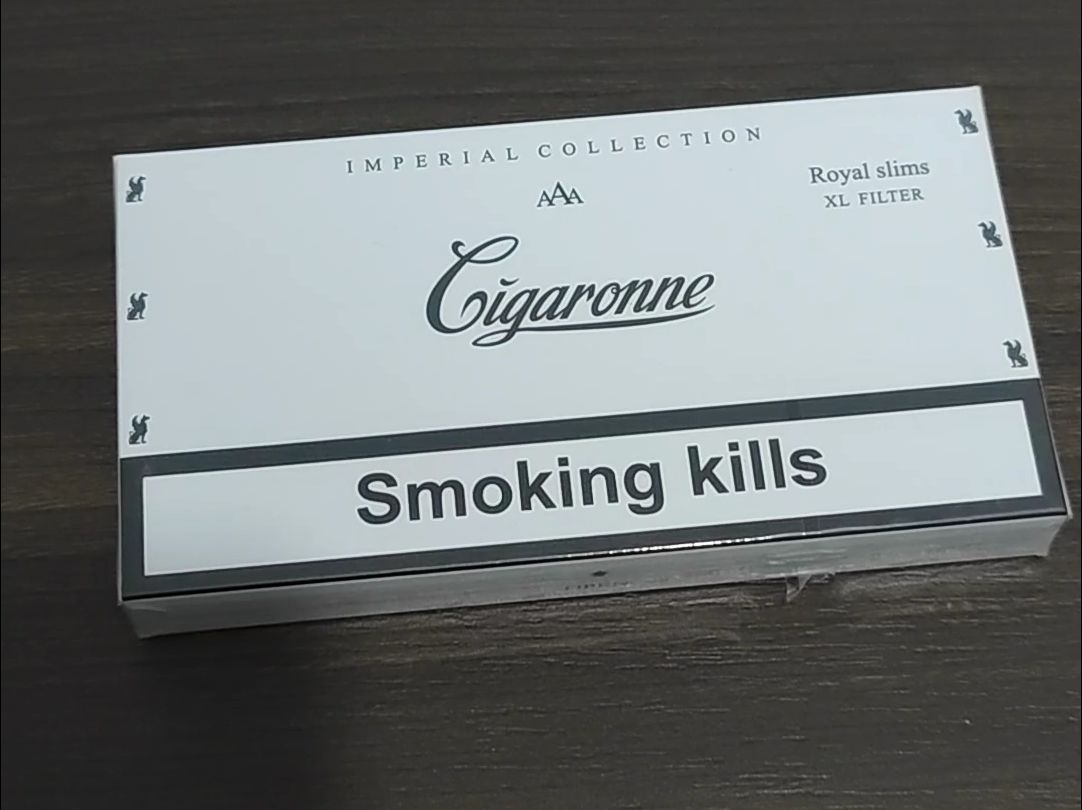 IMPERIAL COLLECTION
AAA
Royal slims
XL FILTER
Cigaronne
Smoking kills